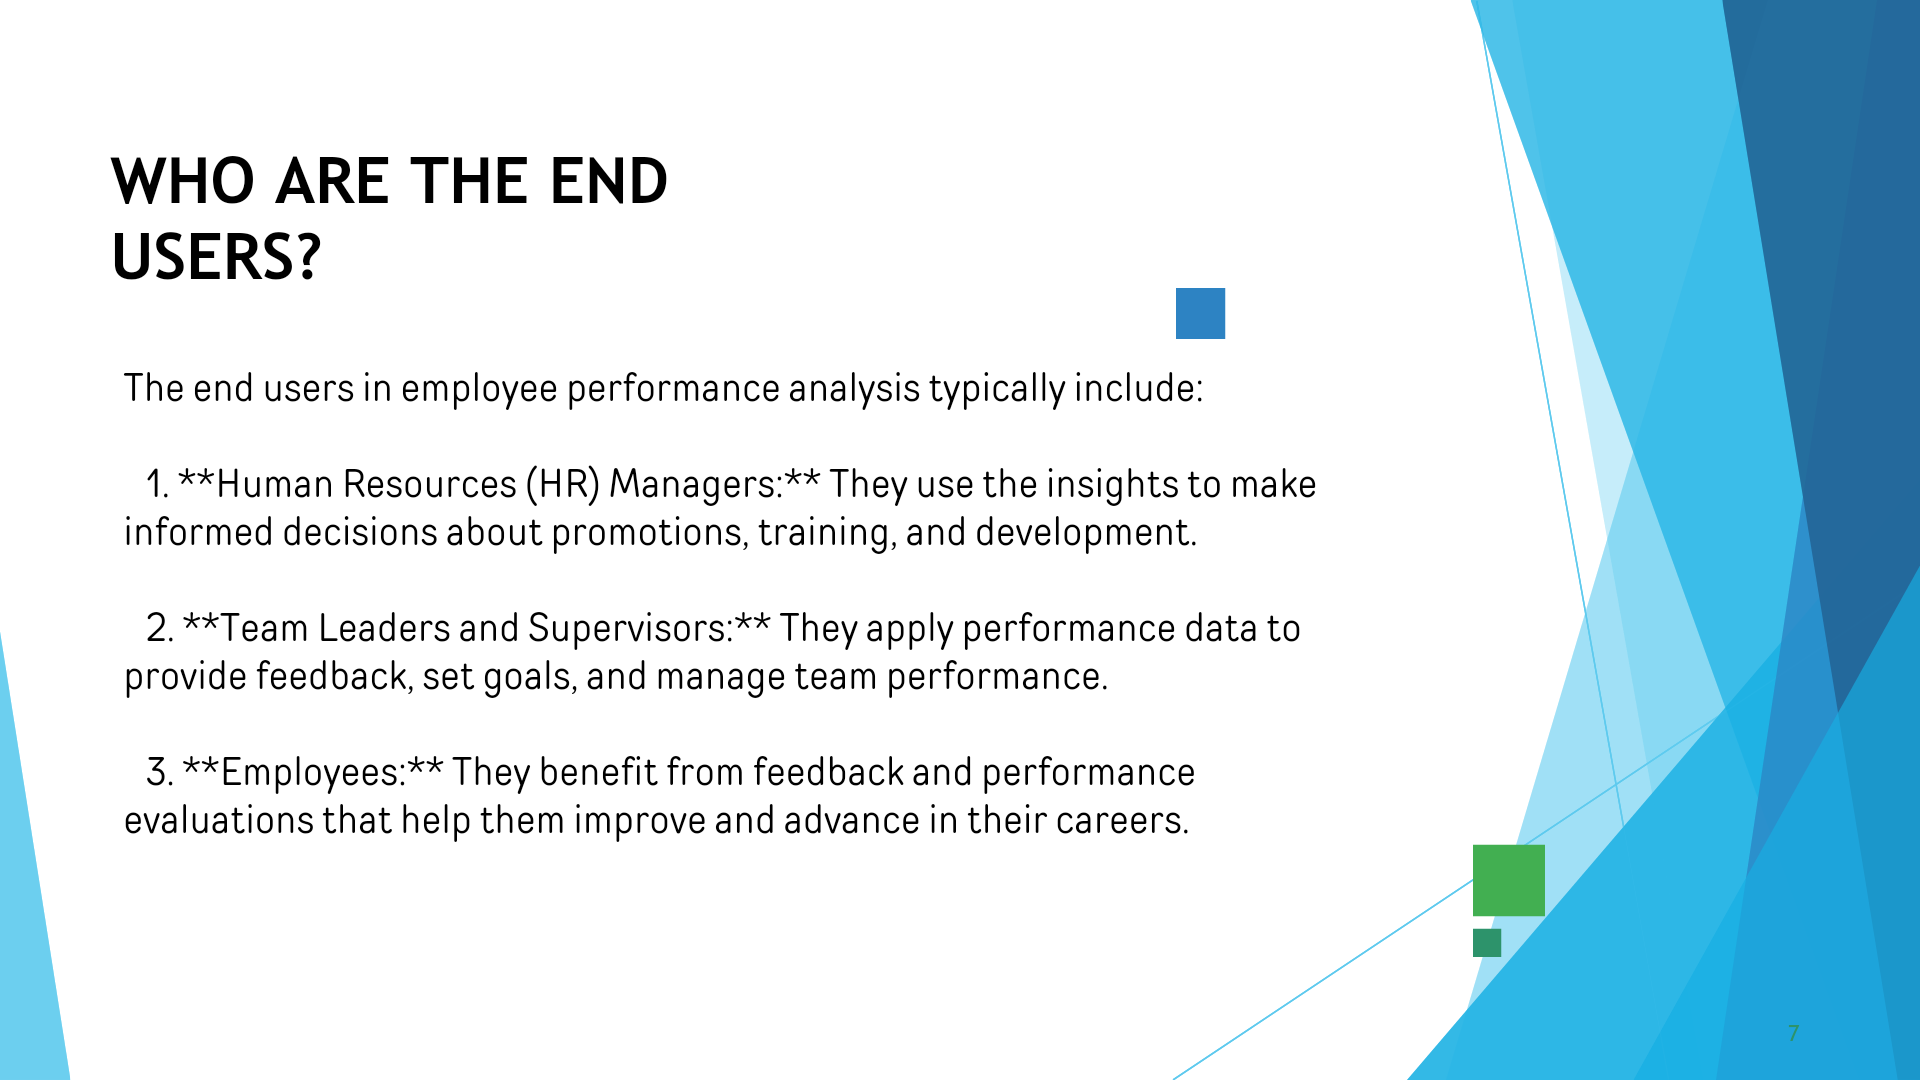 WHO ARE THE END
USERS?
The end users in employee performance analysis typically include:
1. **Human Resources (HR) Managers:** They use the insights to make
informed decisions about promotions, training, and development.
2. **Team Leaders and Supervisors:** They apply performance data to
provide feedback, set goals, and manage team performance.
3. **Employees:** They benefit from feedback and performance
evaluations that help them improve and advance in their careers.
7